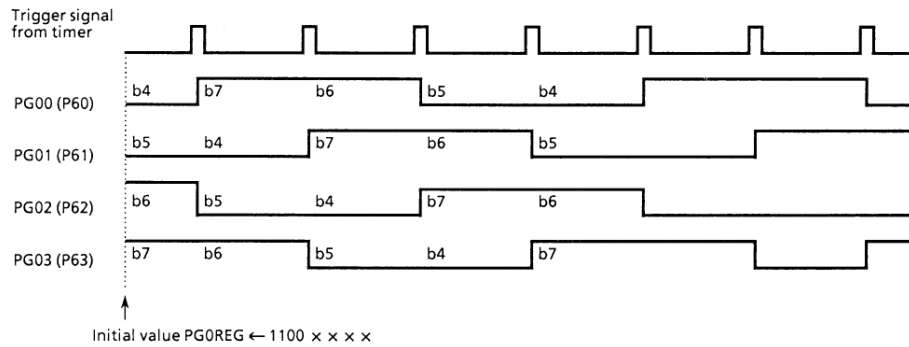 Trigger signal
from timer
PG00 (P60) b4 b7 b6 b5 b4
PG01 (P61) b5 b4 b7 b6 b5
PG02 (P62) b6 b5 b4 b7 b6
PG03 (P63) b7 b6 b5 b4 b7
Initial value PG0REG ← 1100 × × × ×